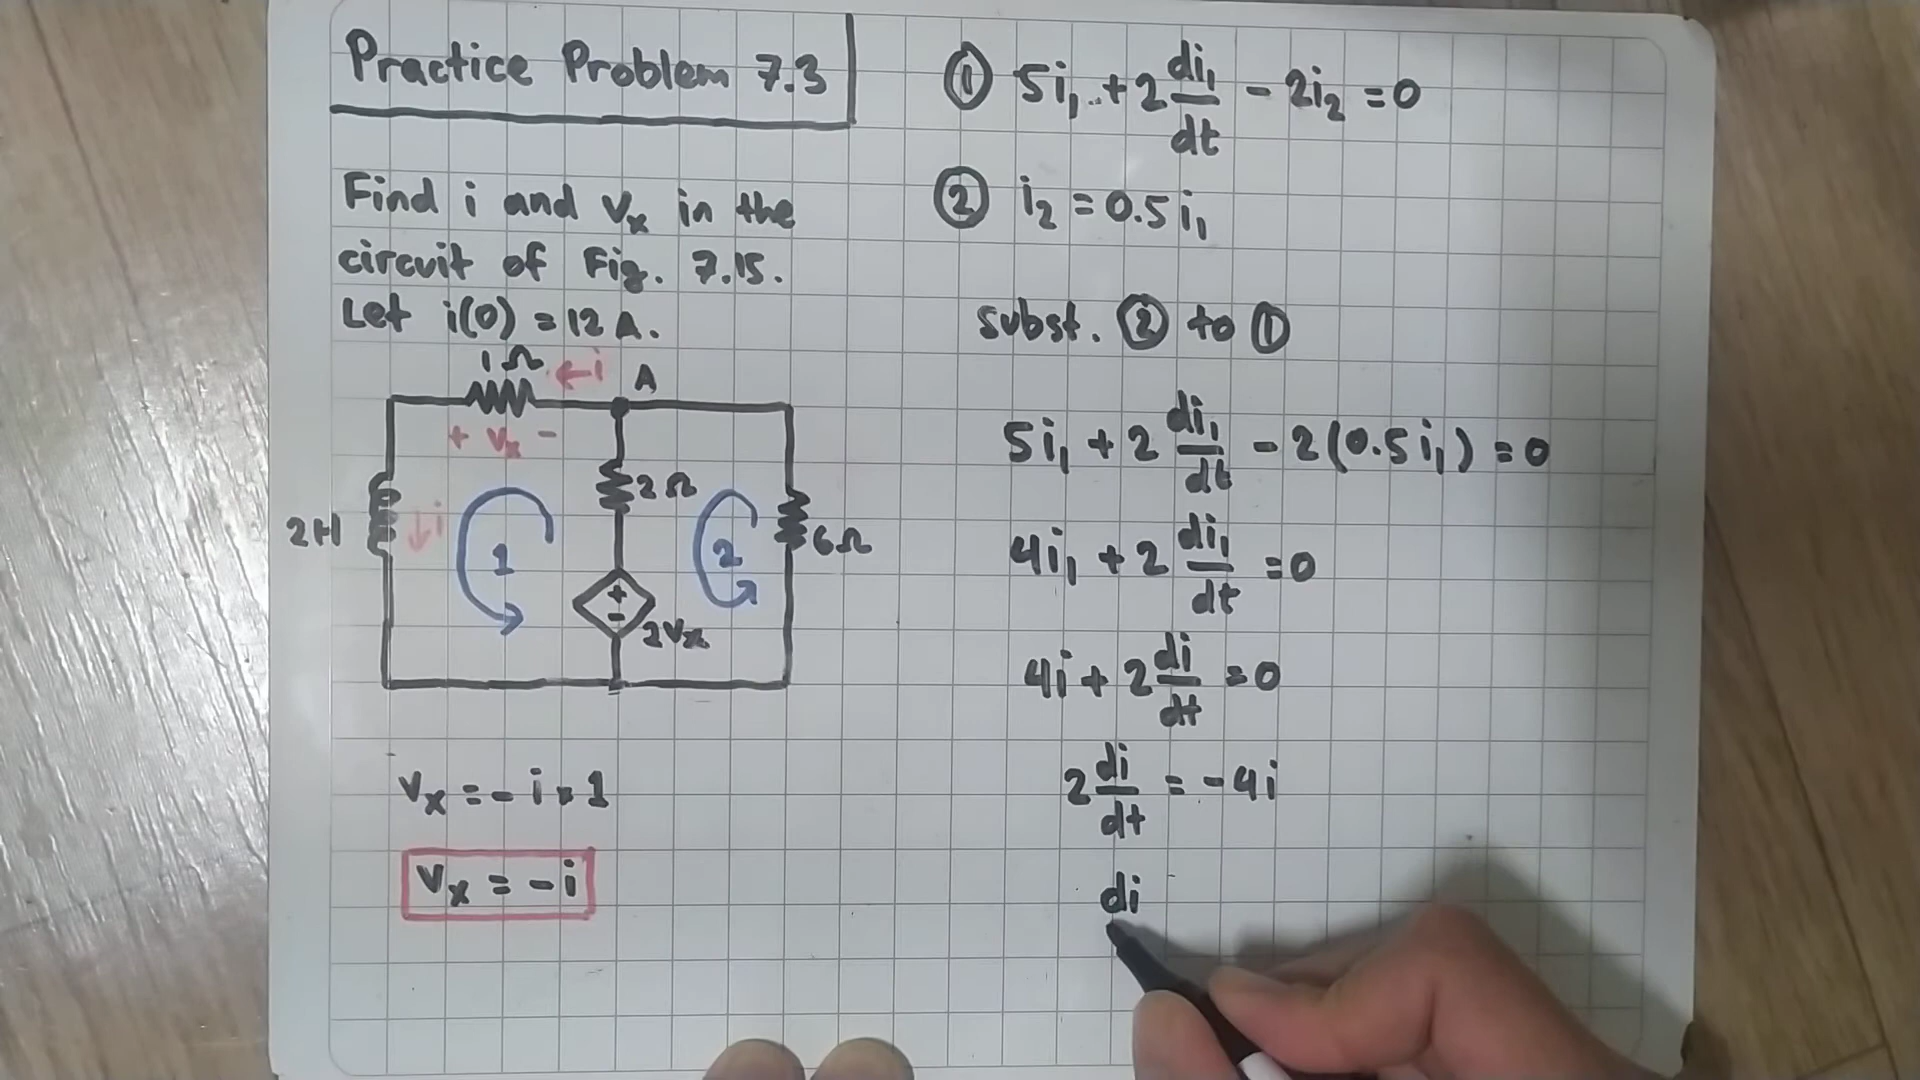 Practice Problem 7.3
Find i and vₓ in the
circuit of Fig. 7.15.
Let i(0) = 12 A.
1 Ω
← i
A
+ vₓ −
2H
↓ i
1
2 Ω
+
−
2vₓ
2
6Ω
vₓ = − i • 1
vₓ = − i
① 5i₁ + 2 di₁/dt − 2i₂ = 0
② i₂ = 0.5 i₁
subst. ② to ①
5i₁ + 2 di₁/dt − 2(0.5 i₁) = 0
4i₁ + 2 di₁/dt = 0
4i + 2 di/dt = 0
2 di/dt = − 4i
di